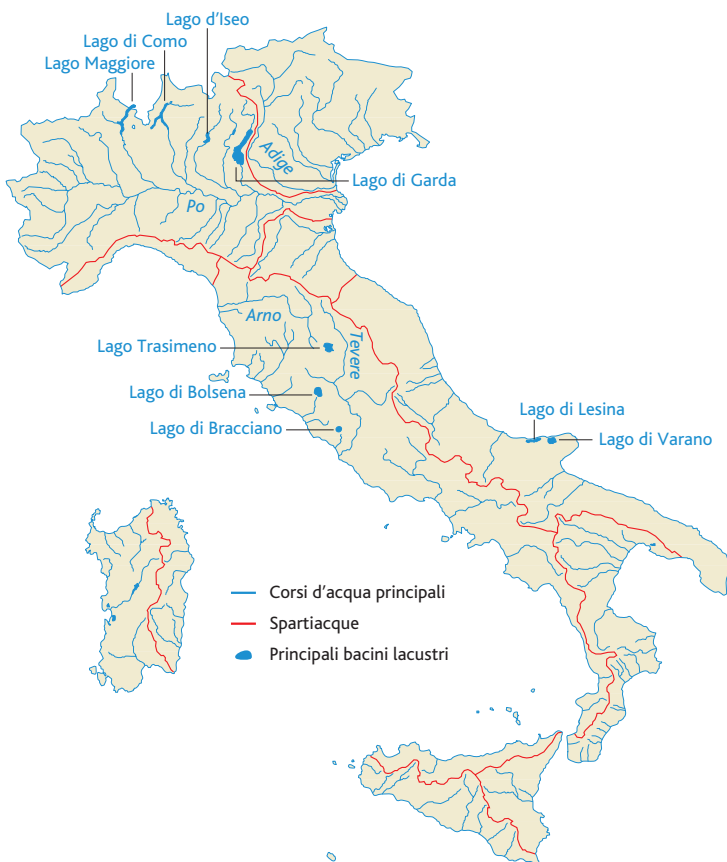 Lago d'Iseo
Lago di Como
Lago Maggiore
Adige
Lago di Garda
Po
Arno
Lago Trasimeno
Tevere
Lago di Bolsena
Lago di Lesina
Lago di Bracciano
Lago di Varano
Corsi d'acqua principali
Spartiacque
Principali bacini lacustri